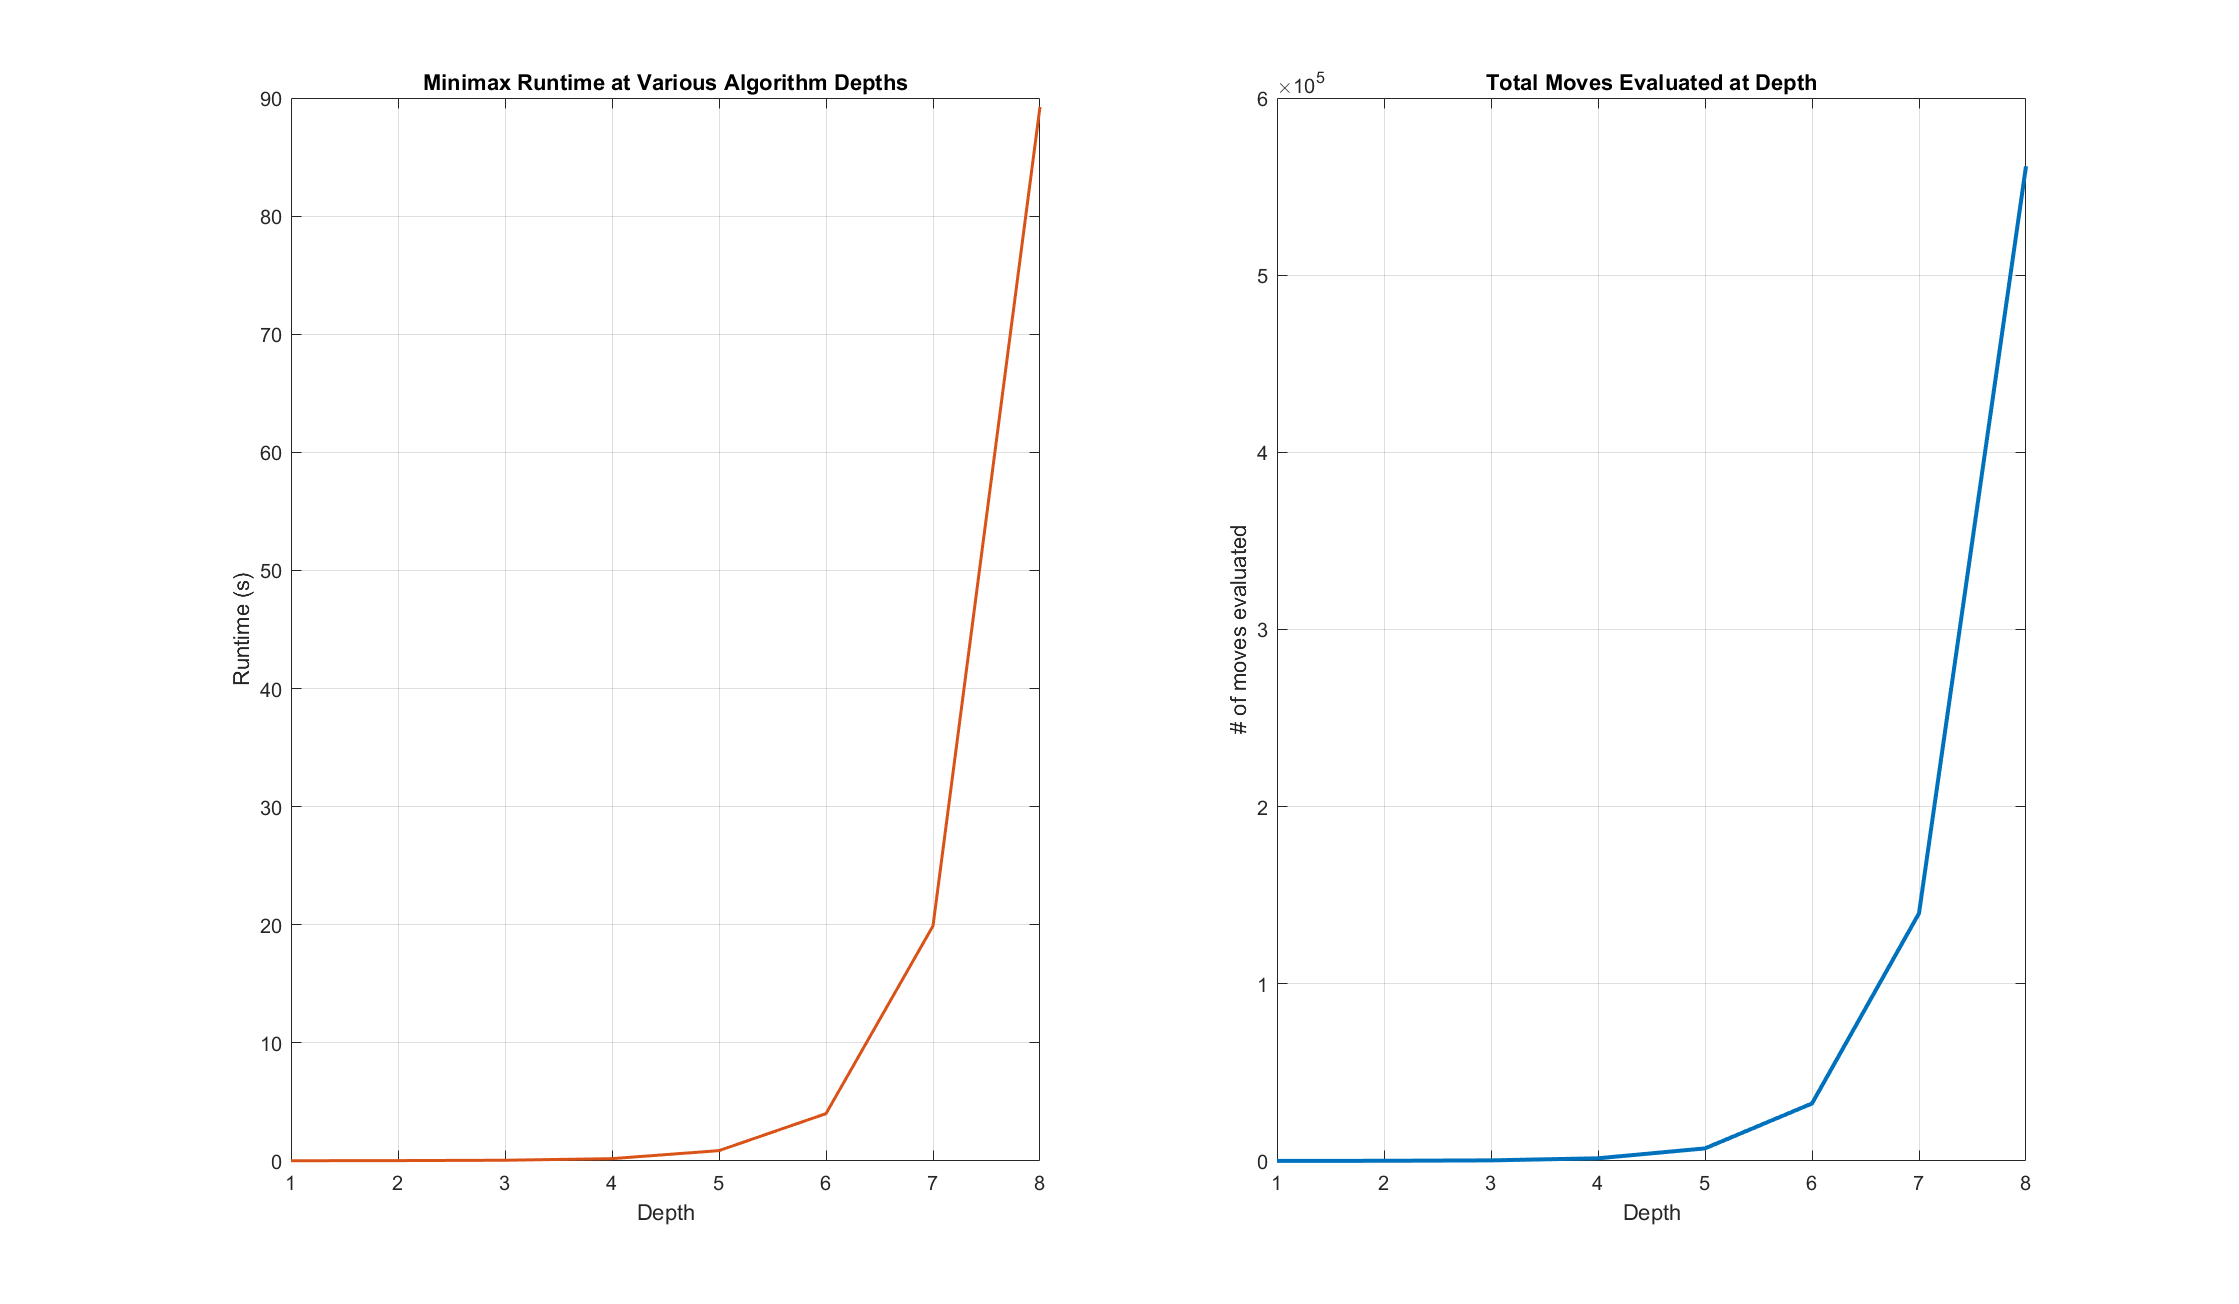 Minimax Runtime at Various Algorithm Depths
90
80
70
60
50
40
30
20
10
0
Runtime (s)
1 2 3 4 5 6 7 8
Depth
Total Moves Evaluated at Depth
×10⁵
6
5
4
3
2
1
0
# of moves evaluated
1 2 3 4 5 6 7 8
Depth